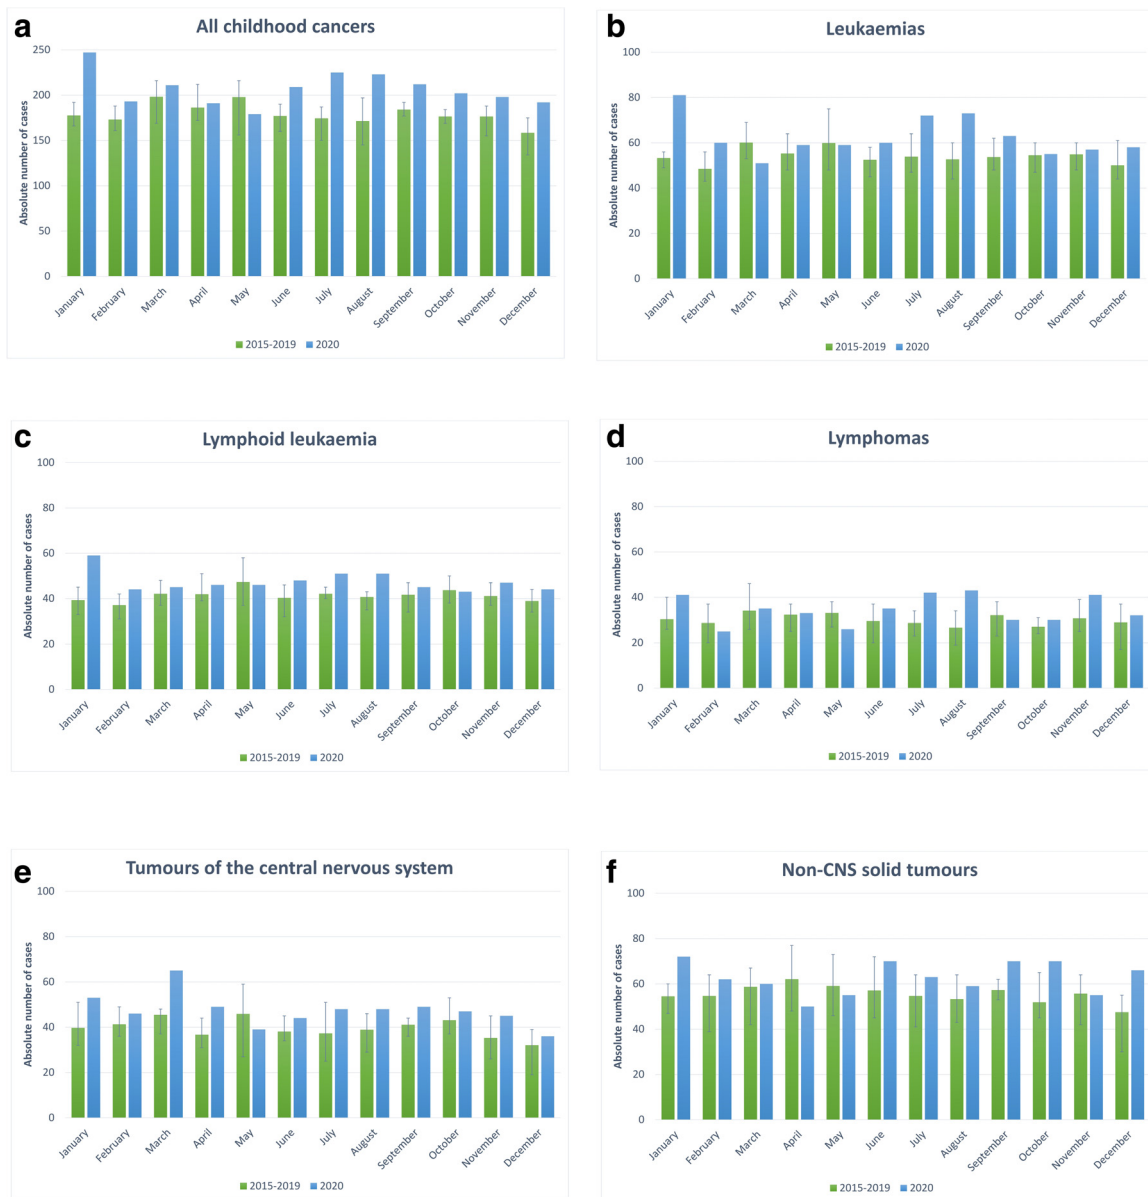 a
All childhood cancers
Absolute number of cases
250
200
150
100
50
0
January
February
March
April
May
June
July
August
September
October
November
December
2015-2019
2020
b
Leukaemias
Absolute number of cases
100
80
60
40
20
0
January
February
March
April
May
June
July
August
September
October
November
December
2015-2019
2020
c
Lymphoid leukaemia
Absolute number of cases
100
80
60
40
20
0
January
February
March
April
May
June
July
August
September
October
November
December
2015-2019
2020
d
Lymphomas
Absolute number of cases
100
80
60
40
20
0
January
February
March
April
May
June
July
August
September
October
November
December
2015-2019
2020
e
Tumours of the central nervous system
Absolute number of cases
100
80
60
40
20
0
January
February
March
April
May
June
July
August
September
October
November
December
2015-2019
2020
f
Non-CNS solid tumours
Absolute number of cases
100
80
60
40
20
0
January
February
March
April
May
June
July
August
September
October
November
December
2015-2019
2020